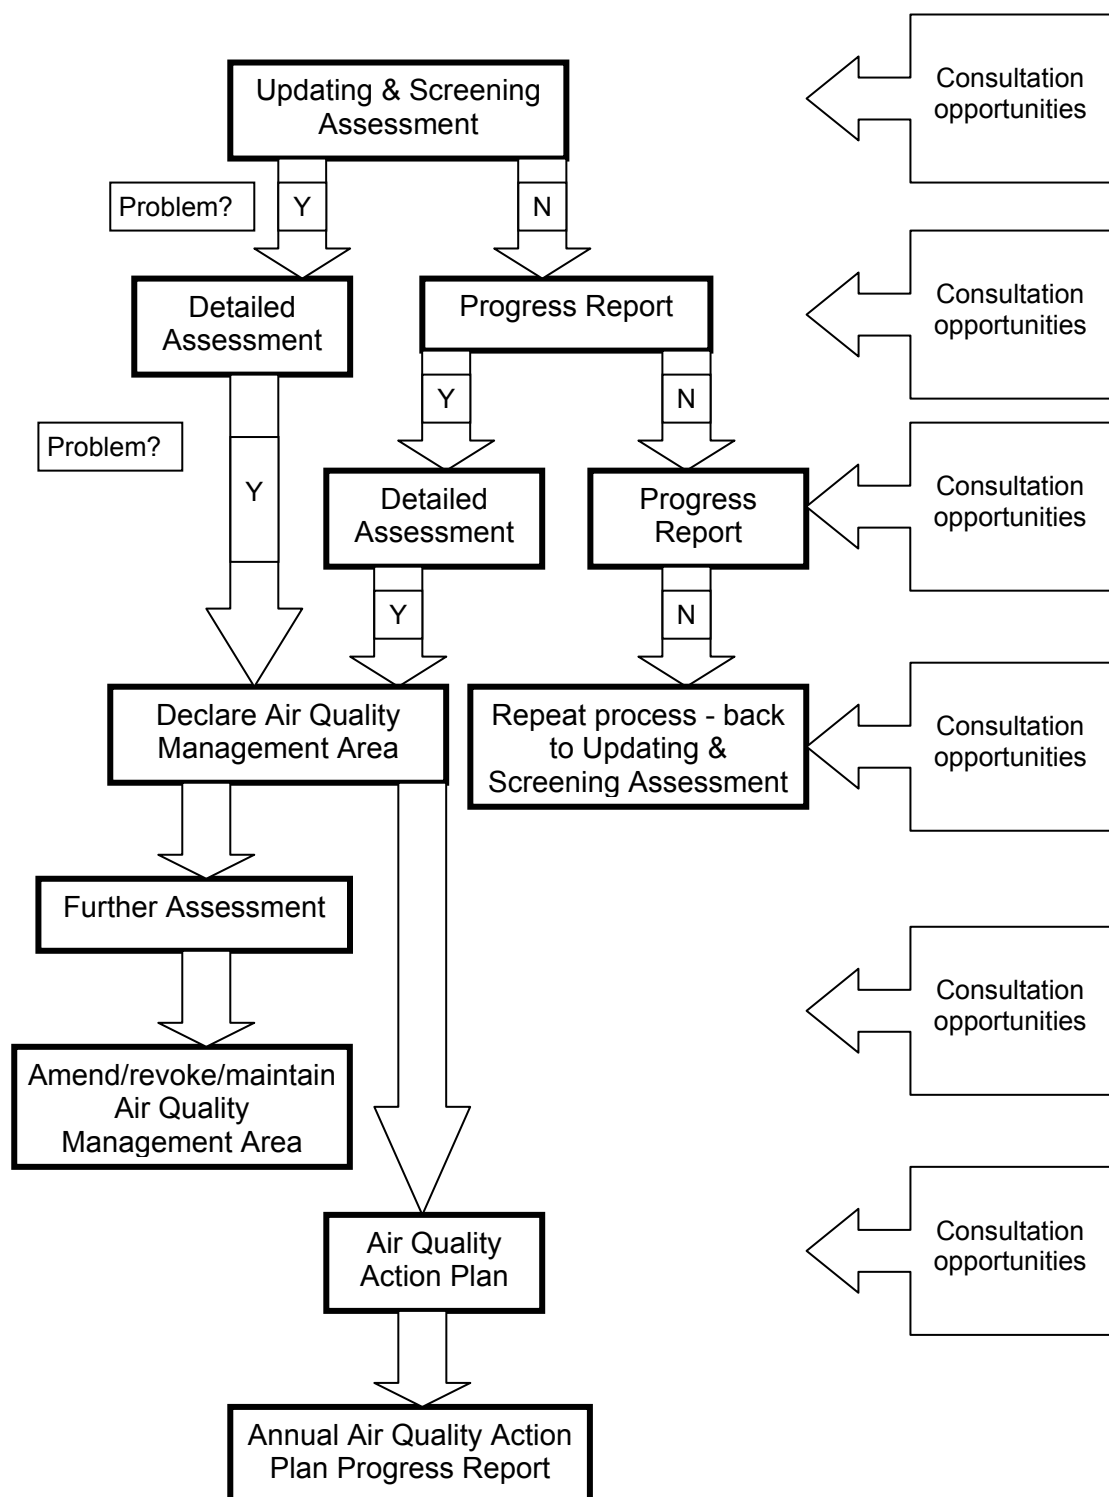 Updating & Screening
Assessment
Consultation
opportunities
Problem?
Y
N
Detailed
Assessment
Progress Report
Consultation
opportunities
Y
N
Problem?
Y
Detailed
Assessment
Progress
Report
Consultation
opportunities
Y
N
Declare Air Quality
Management Area
Repeat process - back
to Updating &
Screening Assessment
Consultation
opportunities
Further Assessment
Consultation
opportunities
Amend/revoke/maintain
Air Quality
Management Area
Air Quality
Action Plan
Consultation
opportunities
Annual Air Quality Action
Plan Progress Report